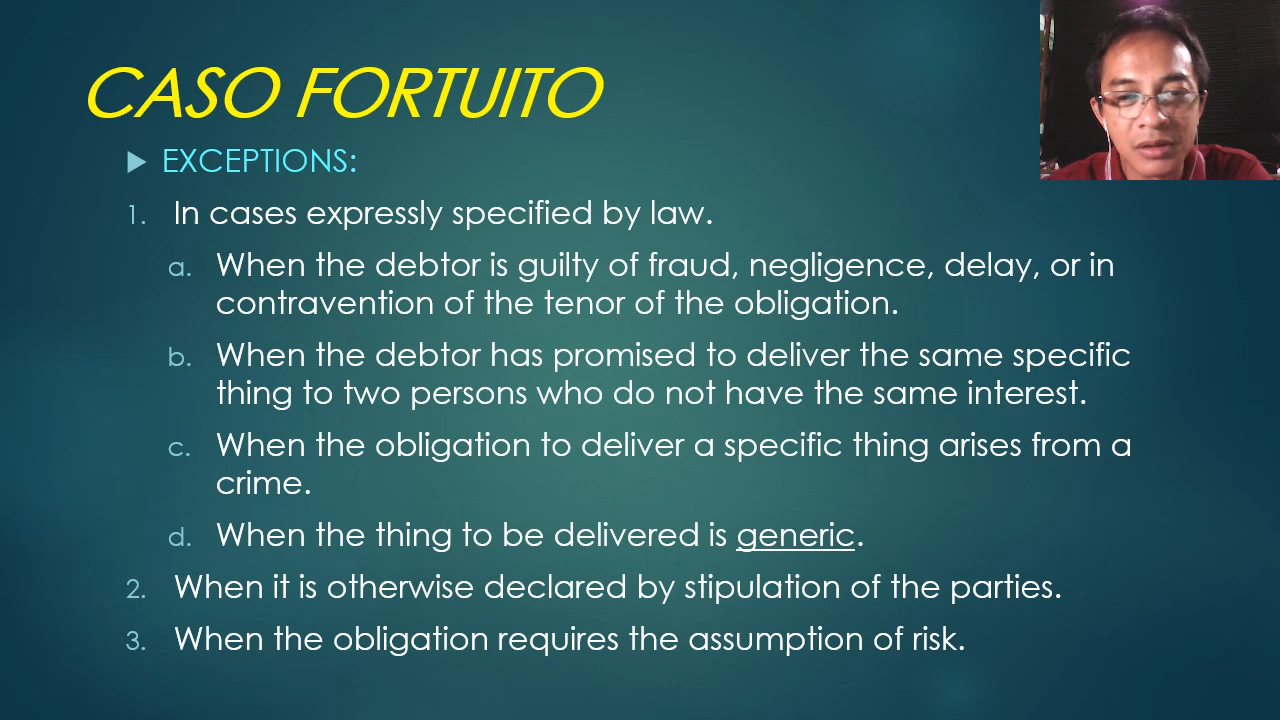 CASO FORTUITO
EXCEPTIONS:
1. In cases expressly specified by law.
a. When the debtor is guilty of fraud, negligence, delay, or in
contravention of the tenor of the obligation.
b. When the debtor has promised to deliver the same specific
thing to two persons who do not have the same interest.
c. When the obligation to deliver a specific thing arises from a
crime.
d. When the thing to be delivered is generic.
2. When it is otherwise declared by stipulation of the parties.
3. When the obligation requires the assumption of risk.